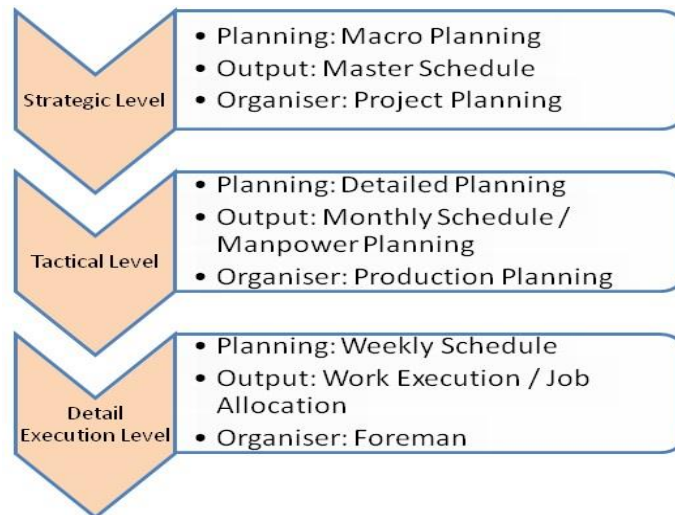 Strategic Level
• Planning: Macro Planning
• Output: Master Schedule
• Organiser: Project Planning
Tactical Level
• Planning: Detailed Planning
• Output: Monthly Schedule /
Manpower Planning
• Organiser: Production Planning
Detail
Execution Level
• Planning: Weekly Schedule
• Output: Work Execution / Job
Allocation
• Organiser: Foreman